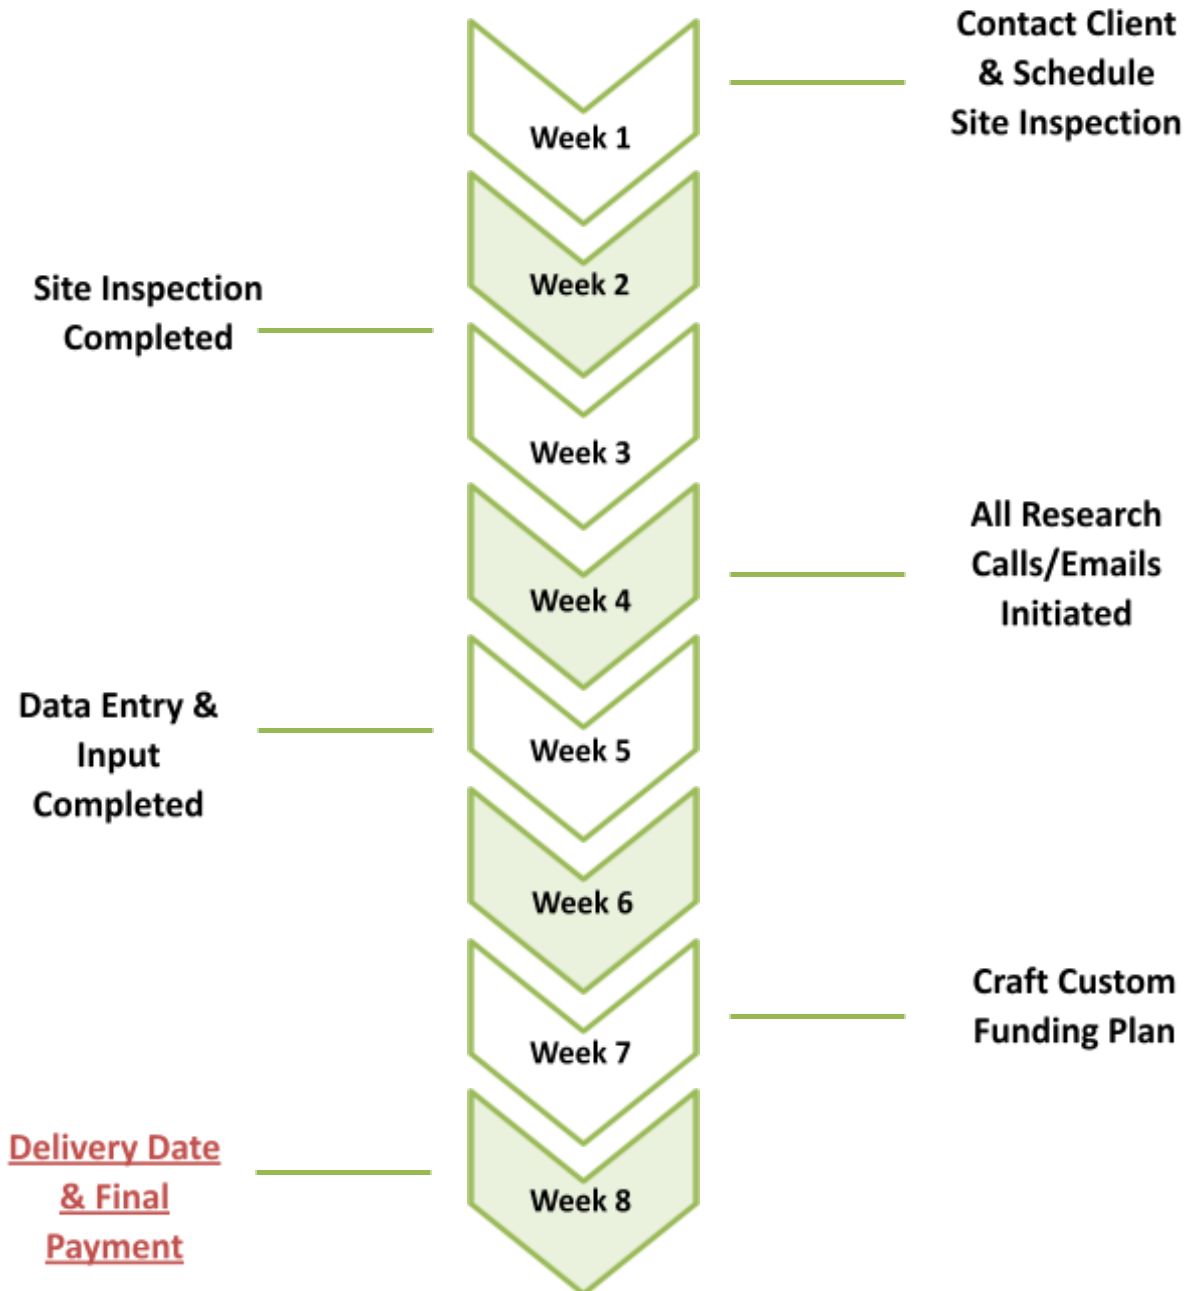 Contact Client
& Schedule
Site Inspection
Week 1
Week 2
Site Inspection
Completed
Week 3
All Research
Calls/Emails
Initiated
Week 4
Data Entry &
Input
Completed
Week 5
Week 6
Craft Custom
Funding Plan
Week 7
Delivery Date
& Final
Payment
Week 8